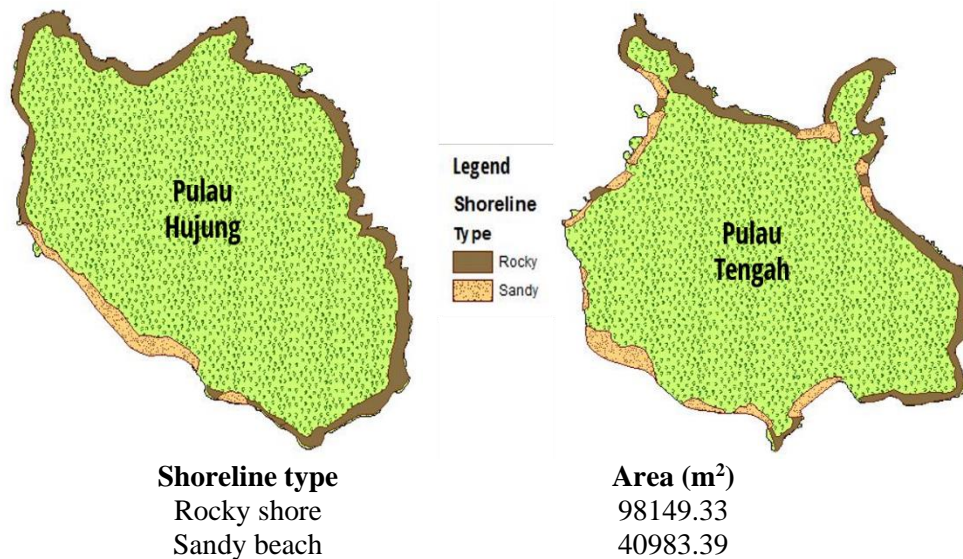 Pulau
Hujung
Legend
Shoreline
Type
Rocky
Sandy
Pulau
Tengah
Shoreline type Area (m²)
Rocky shore 98149.33
Sandy beach 40983.39